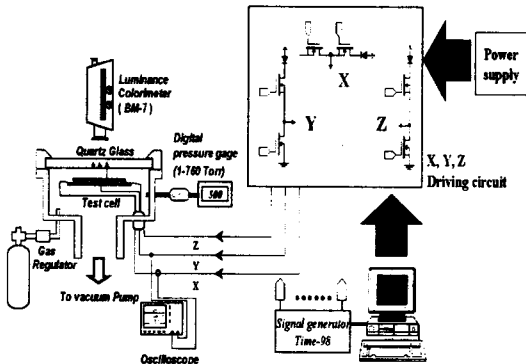 Luminance
Colorimeter
( BM-7 )
Quartz Glass
Test cell
Digital
pressure gage
(1-760 Torr)
500
Gas
Regulator
To vacuum Pump
Oscilloscope
Z
Y
X
X
Y
Z
Power
supply
X, Y, Z
Driving circuit
Signal generator
Time-98